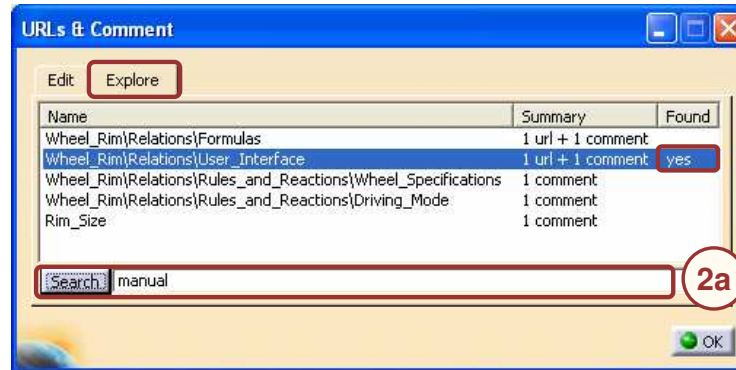 URLs & Comment
Edit Explore
Name Summary Found
Wheel_Rim\Relations\Formulas 1 url + 1 comment
Wheel_Rim\Relations\User_Interface 1 url + 1 comment yes
Wheel_Rim\Relations\Rules_and_Reactions\Wheel_Specifications 1 comment
Wheel_Rim\Relations\Rules_and_Reactions\Driving_Mode 1 comment
Rim_Size 1 comment
Search manual
2a
OK